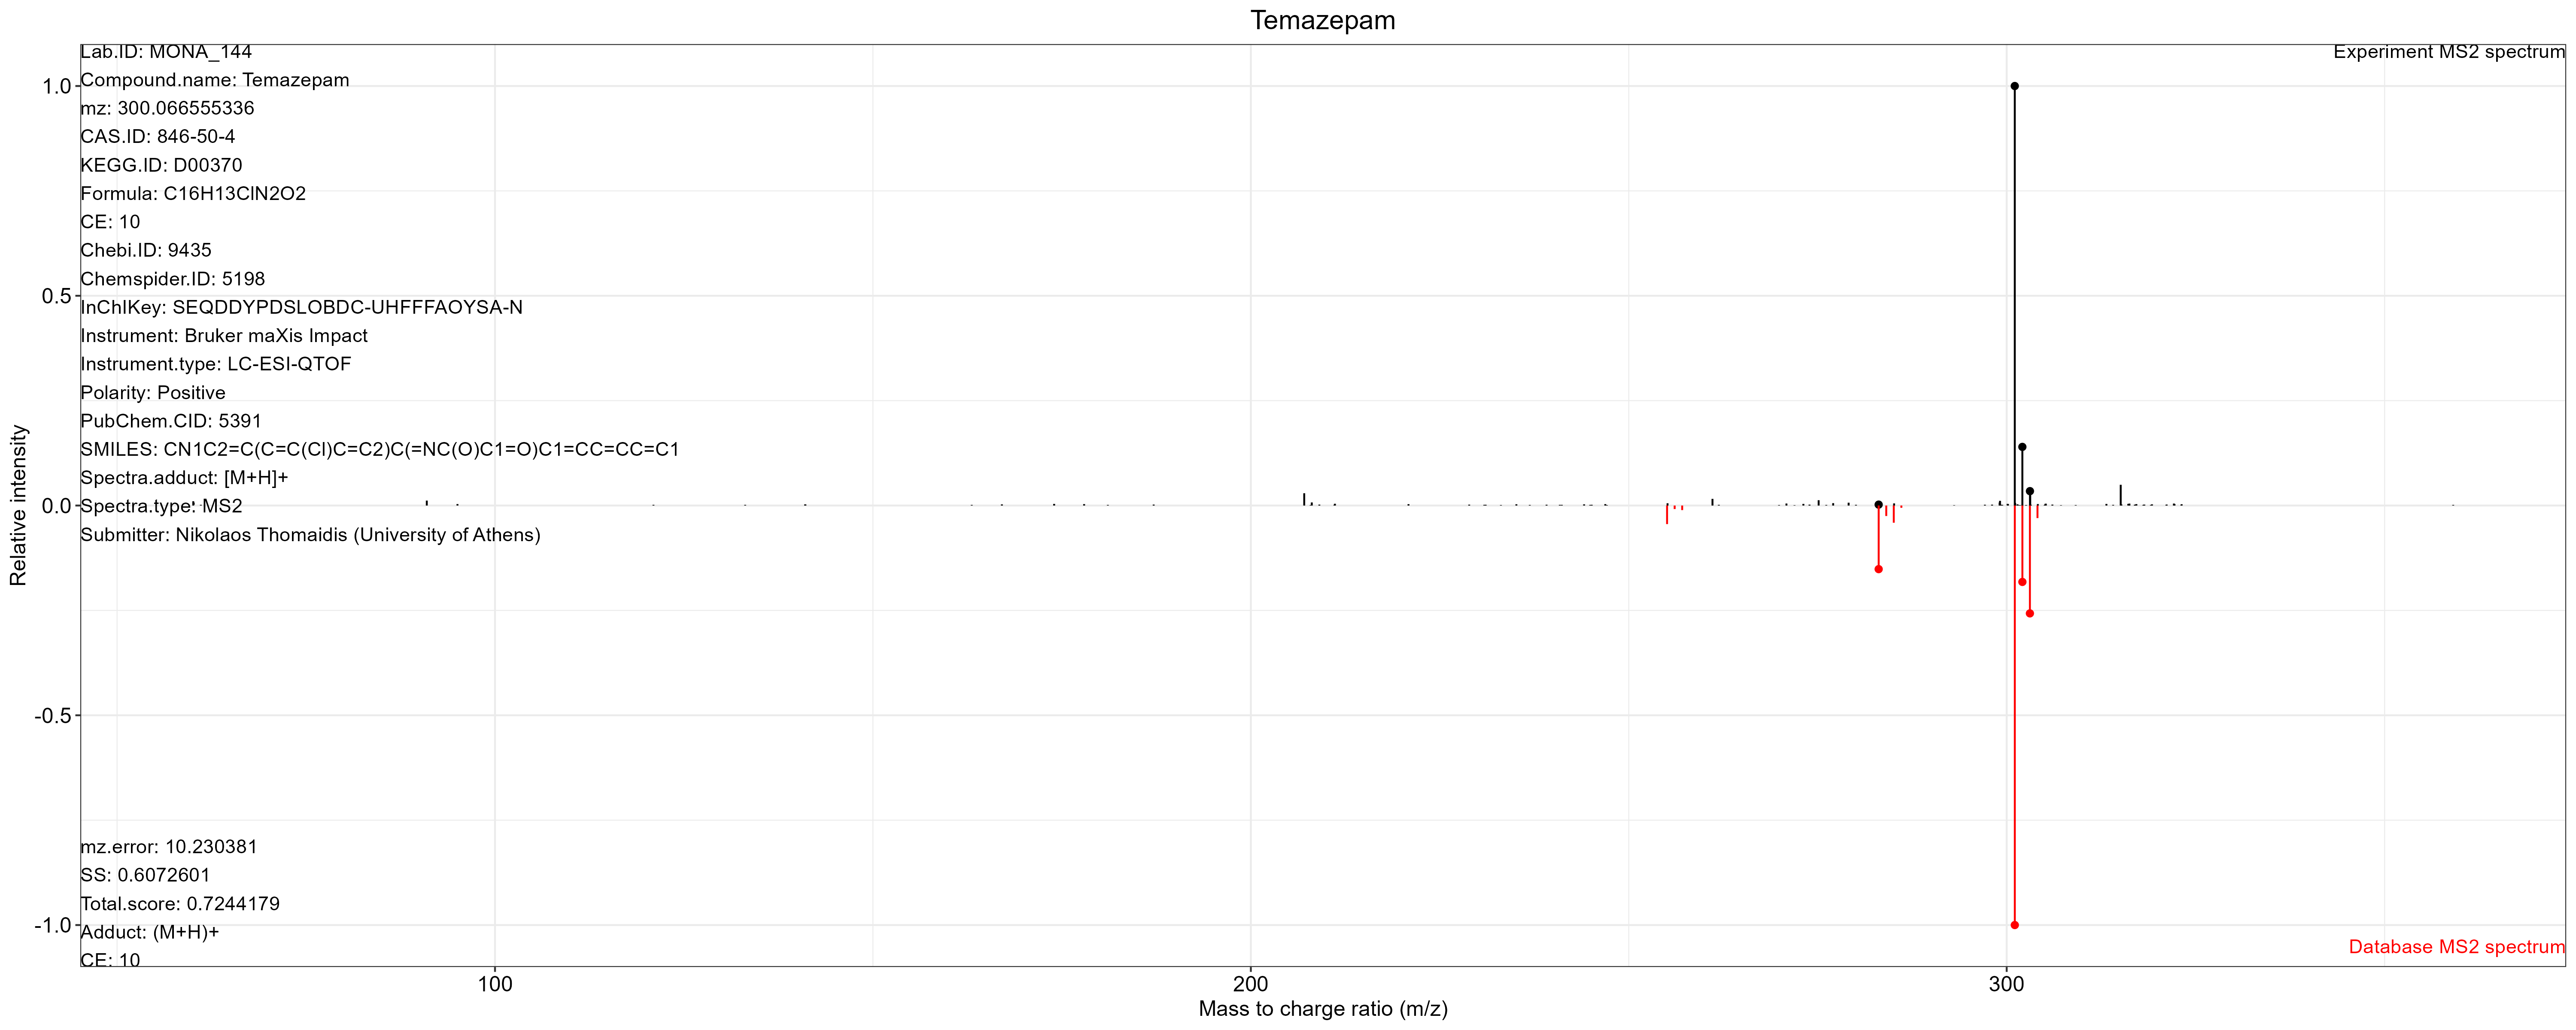 Temazepam
Lab.ID: MONA_144
Experiment MS2 spectrum
Compound.name: Temazepam
mz: 300.066555336
CAS.ID: 846-50-4
KEGG.ID: D00370
Formula: C16H13ClN2O2
CE: 10
Chebi.ID: 9435
Chemspider.ID: 5198
InChIKey: SEQDDYPDSLOBDC-UHFFFAOYSA-N
Instrument: Bruker maXis Impact
Instrument.type: LC-ESI-QTOF
Polarity: Positive
PubChem.CID: 5391
SMILES: CN1C2=C(C=C(Cl)C=C2)C(=NC(O)C1=O)C1=CC=CC=C1
Spectra.adduct: [M+H]+
Spectra.type: MS2
Submitter: Nikolaos Thomaidis (University of Athens)
mz.error: 10.230381
SS: 0.6072601
Total.score: 0.7244179
Adduct: (M+H)+
CE: 10
Database MS2 spectrum
1.0
0.5
0.0
-0.5
-1.0
Relative intensity
100
200
300
Mass to charge ratio (m/z)